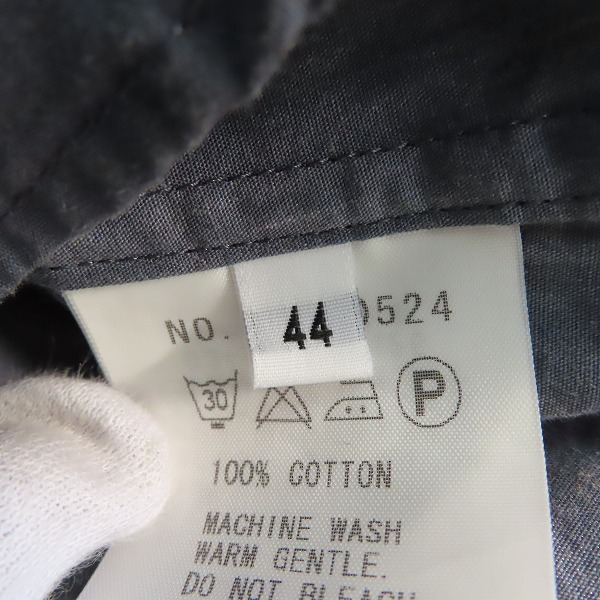 NO.
44
0524
30
P
100% COTTON
MACHINE WASH
WARM GENTLE.
DO NOT BLEACH